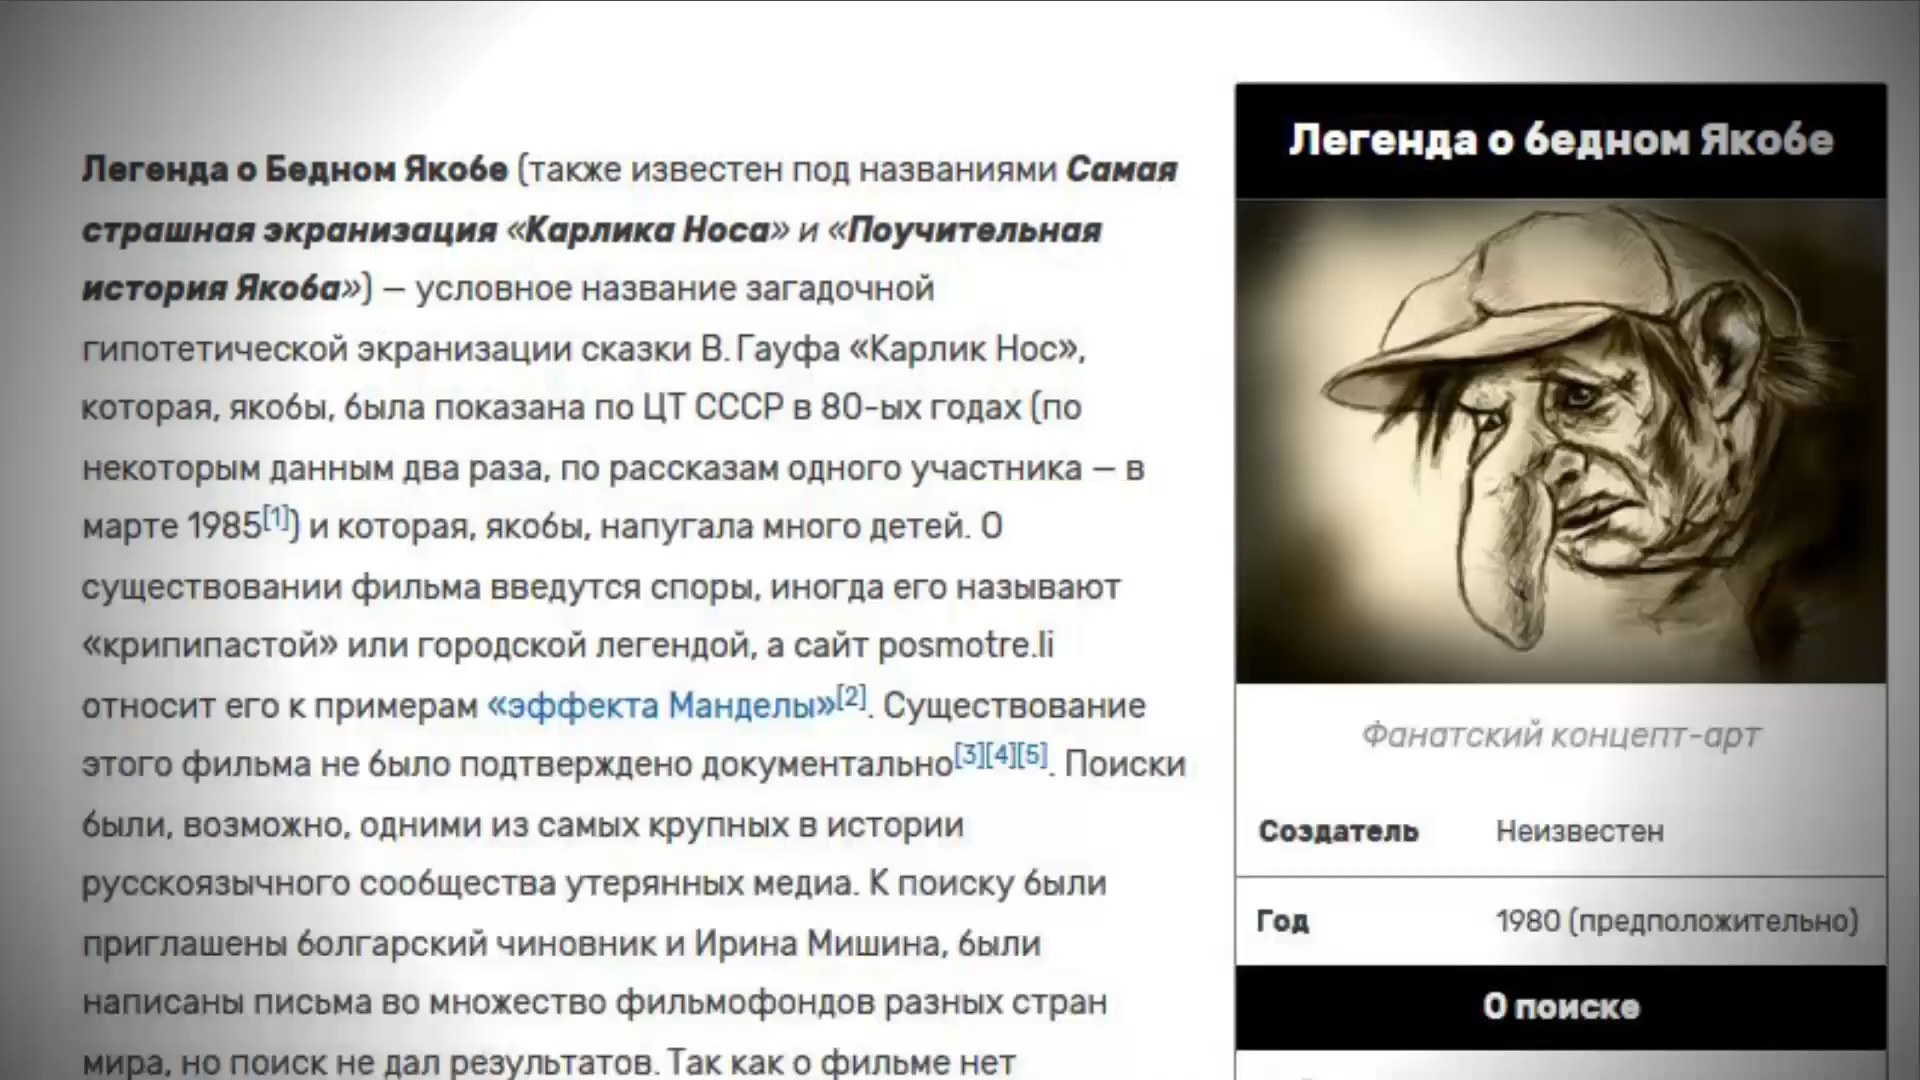 Легенда о Бедном Якобе (также известен под названиями Самая
страшная экранизация «Карлика Носа» и «Поучительная
история Якоба») — условное название загадочной
гипотетической экранизации сказки В. Гауфа «Карлик Нос»,
которая, якобы, была показана по ЦТ СССР в 80-ых годах (по
некоторым данным два раза, по рассказам одного участника — в
марте 1985[1]) и которая, якобы, напугала много детей. О
существовании фильма введутся споры, иногда его называют
«крипипастой» или городской легендой, а сайт posmotre.li
относит его к примерам «эффекта Манделы»[2]. Существование
этого фильма не было подтверждено документально[3][4][5]. Поиски
были, возможно, одними из самых крупных в истории
русскоязычного сообщества утерянных медиа. К поиску были
приглашены болгарский чиновник и Ирина Мишина, были
написаны письма во множество фильмофондов разных стран
мира, но поиск не дал результатов. Так как о фильме нет
Легенда о бедном Якобе
Фанатский концепт-арт
Создатель Неизвестен
Год 1980 (предположительно)
О поиске